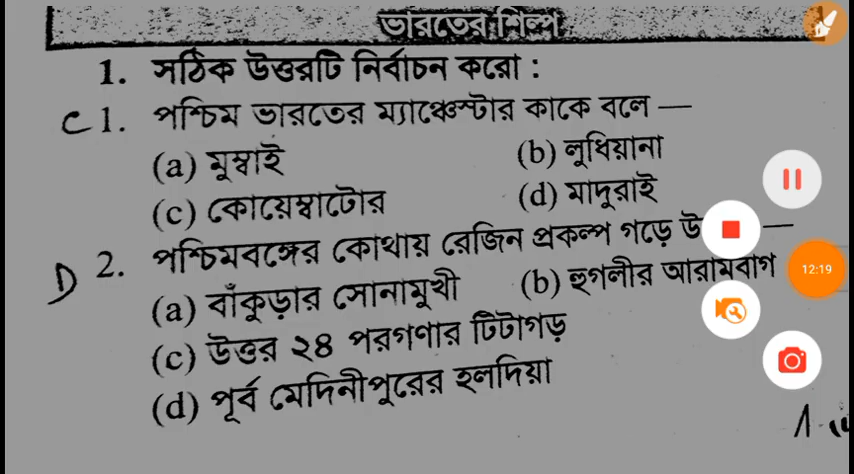 ভারতের শিল্প
1. সঠিক উত্তরটি নির্বাচন করো :
C 1. পশ্চিম ভারতের ম্যাঞ্চেস্টার কাকে বলে —
(a) মুম্বাই (b) লুধিয়ানা
(c) কোয়েম্বাটোর (d) মাদুরাই
D 2. পশ্চিমবঙ্গের কোথায় রেজিন প্রকল্প গড়ে উ —
(a) বাঁকুড়ার সোনামুখী (b) হুগলীর আরামবাগ
12:19
(c) উত্তর ২৪ পরগণার টিটাগড়
(d) পূর্ব মেদিনীপুরের হলদিয়া